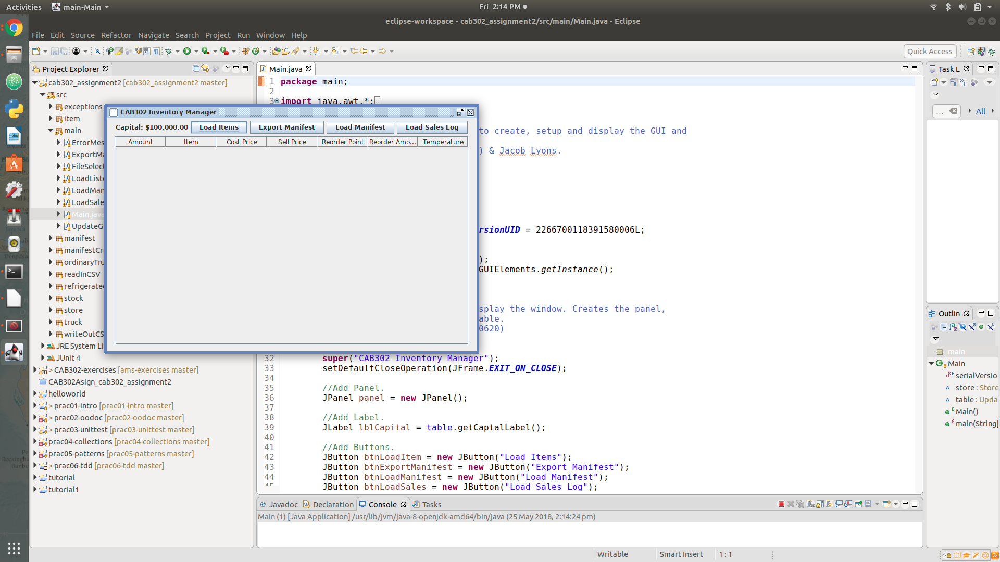 Activities
main-Main
Fri 2:14 PM
eclipse-workspace - cab302_assignment2/src/main/Main.java - Eclipse
File Edit Source Refactor Navigate Search Project Run Window Help
Quick Access
Project Explorer
cab302_assignment2 [cab302_assignment2 master]
src
exceptions
item
main
ErrorMes
ExportMa
FileSelect
LoadListe
LoadMan
LoadSale
Main.java
UpdateGU
manifest
manifestCr
ordinaryTru
readInCSV
refrigerated
stock
store
truck
writeOutCS
JRE System Li
JUnit 4
> CAB302-exercises [ams-exercises master]
CAB302Asign_cab302_assignment2
helloworld
> prac01-intro [prac01-intro master]
> prac02-oodoc [prac02-oodoc master]
> prac03-unittest [prac03-unittest master]
prac04-collections [prac04-collections master]
prac05-patterns [prac05-patterns master]
> prac06-tdd [prac06-tdd master]
tutorial
tutorial1
CAB302 Inventory Manager
Capital: $100,000.00 Load Items Export Manifest Load Manifest Load Sales Log
Amount Item Cost Price Sell Price Reorder Point Reorder Amo... Temperature
Main.java
1 package main;
2
3 import java.awt.*;
to create, setup and display the GUI and
) & Jacob Lyons.
rsionUID = 2266700118391580006L;
);
GUIElements.getInstance();
splay the window. Creates the panel,
able.
0620)
32 super("CAB302 Inventory Manager");
33 setDefaultCloseOperation(JFrame.EXIT_ON_CLOSE);
34
35 //Add Panel.
36 JPanel panel = new JPanel();
37
38 //Add Label.
39 JLabel lblCapital = table.getCaptalLabel();
40
41 //Add Buttons.
42 JButton btnLoadItem = new JButton("Load Items");
43 JButton btnExportManifest = new JButton("Export Manifest");
44 JButton btnLoadManifest = new JButton("Load Manifest");
45 JButton btnLoadSales = new JButton("Load Sales Log");
Javadoc Declaration Console Tasks
Main (1) [Java Application] /usr/lib/jvm/java-8-openjdk-amd64/bin/java (25 May 2018, 2:14:24 pm)
Task L
... All
Outlin
main
Main
serialVersio
store : Store
table : Upda
Main()
main(String[
Writable Smart Insert 1 : 1